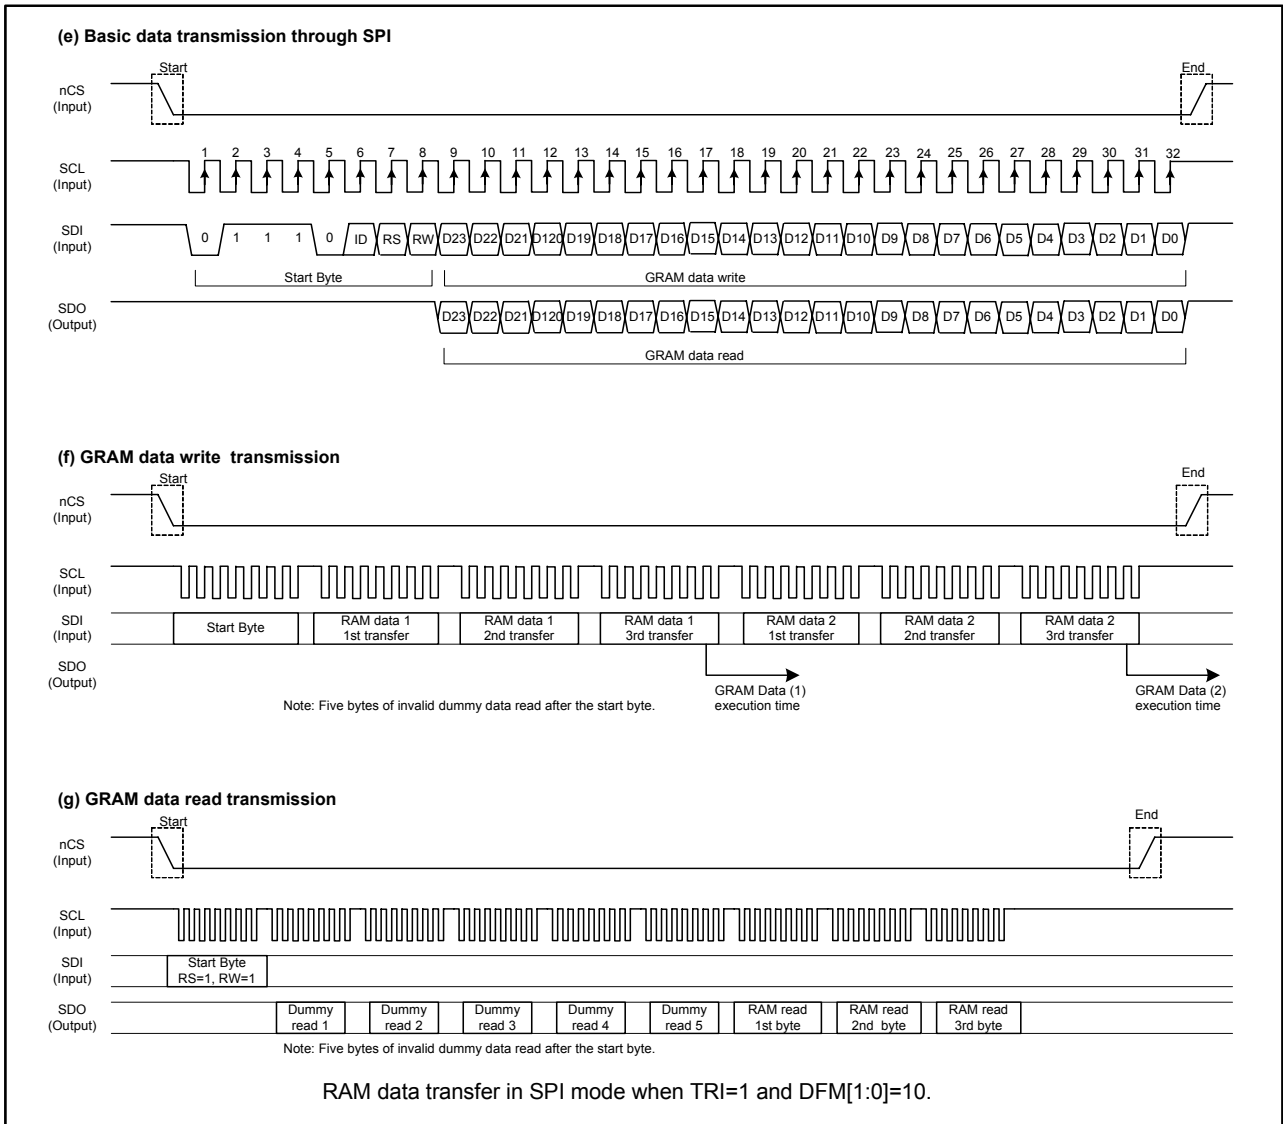 (e) Basic data transmission through SPI
Start
End
nCS
(Input)
1 2 3 4 5 6 7 8 9 10 11 12 13 14 15 16 17 18 19 20 21 22 23 24 25 26 27 28 29 30 31 32
SCL
(Input)
SDI
(Input)
0 1 1 1 0 ID RS RW D23 D22 D21 D120 D19 D18 D17 D16 D15 D14 D13 D12 D11 D10 D9 D8 D7 D6 D5 D4 D3 D2 D1 D0
Start Byte
GRAM data write
SDO
(Output)
D23 D22 D21 D120 D19 D18 D17 D16 D15 D14 D13 D12 D11 D10 D9 D8 D7 D6 D5 D4 D3 D2 D1 D0
GRAM data read
(f) GRAM data write transmission
Start
End
nCS
(Input)
SCL
(Input)
SDI
(Input)
Start Byte
RAM data 1
1st transfer
RAM data 1
2nd transfer
RAM data 1
3rd transfer
RAM data 2
1st transfer
RAM data 2
2nd transfer
RAM data 2
3rd transfer
SDO
(Output)
GRAM Data (1)
execution time
GRAM Data (2)
execution time
Note: Five bytes of invalid dummy data read after the start byte.
(g) GRAM data read transmission
Start
End
nCS
(Input)
SCL
(Input)
SDI
(Input)
Start Byte
RS=1, RW=1
SDO
(Output)
Dummy
read 1
Dummy
read 2
Dummy
read 3
Dummy
read 4
Dummy
read 5
RAM read
1st byte
RAM read
2nd byte
RAM read
3rd byte
Note: Five bytes of invalid dummy data read after the start byte.
RAM data transfer in SPI mode when TRI=1 and DFM[1:0]=10.